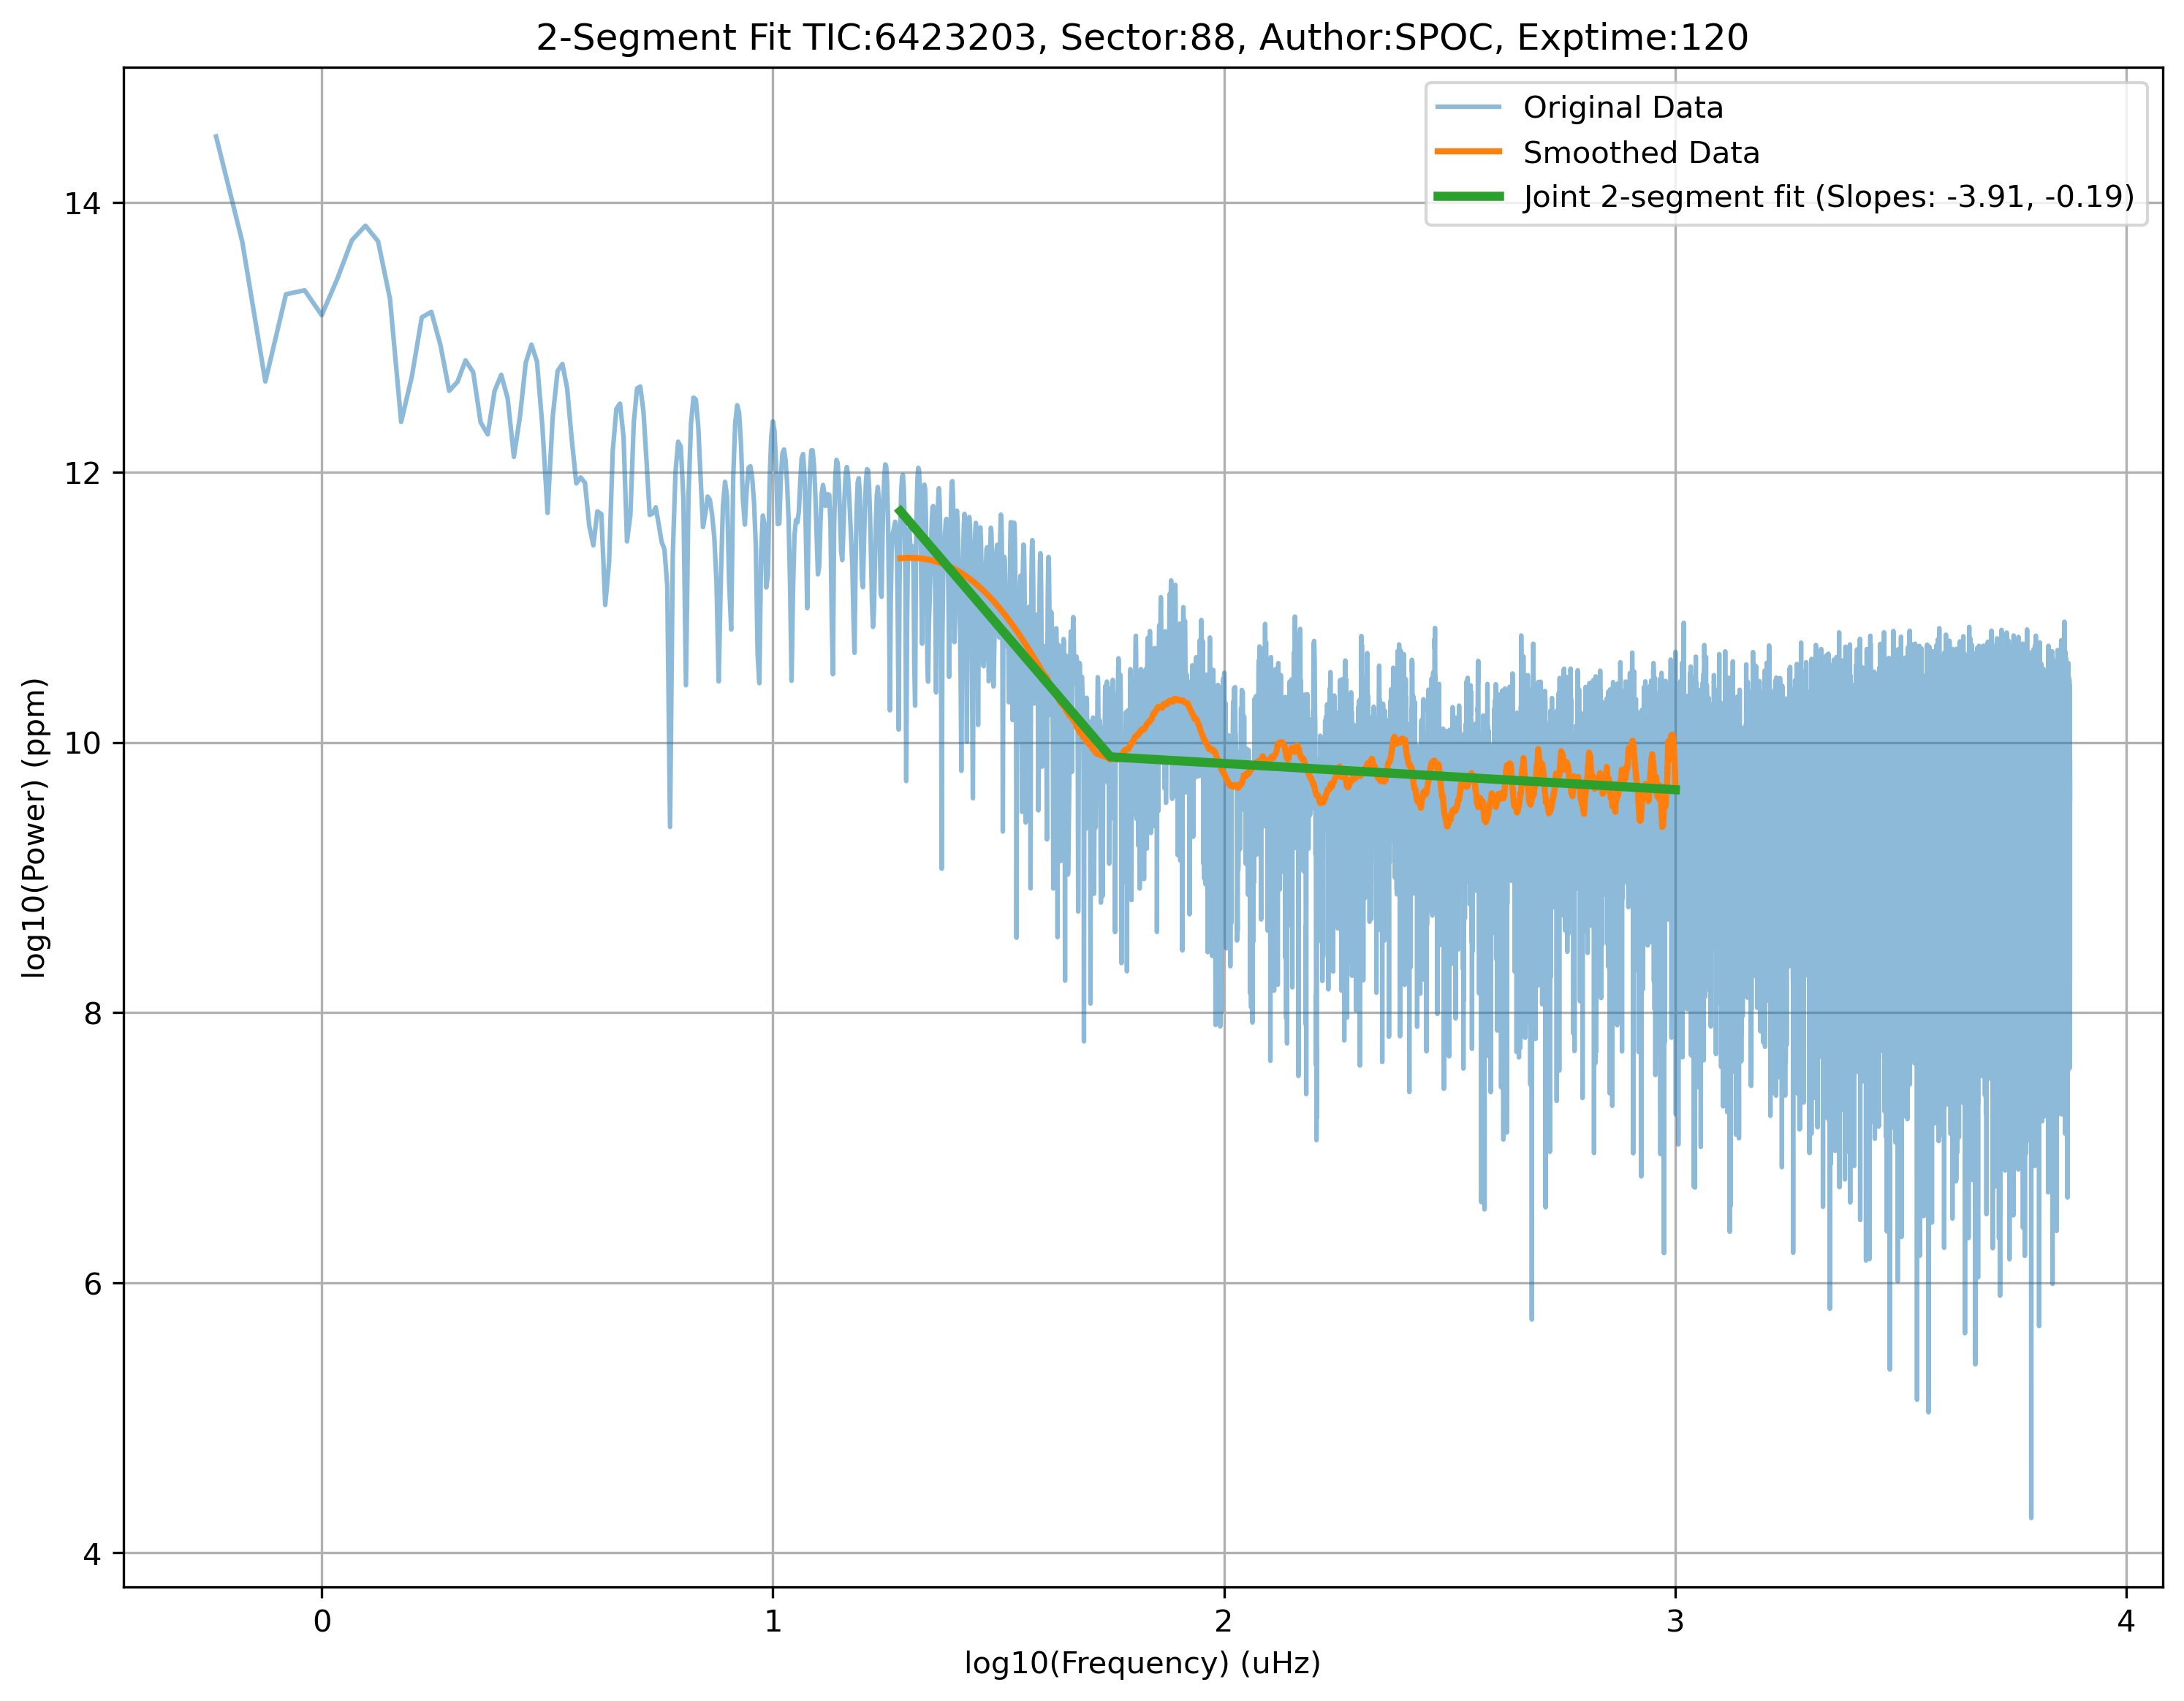 2-Segment Fit TIC:6423203, Sector:88, Author:SPOC, Exptime:120
Original Data
Smoothed Data
Joint 2-segment fit (Slopes: -3.91, -0.19)
log10(Power) (ppm)
14
12
10
8
6
4
0 1 2 3 4
log10(Frequency) (uHz)